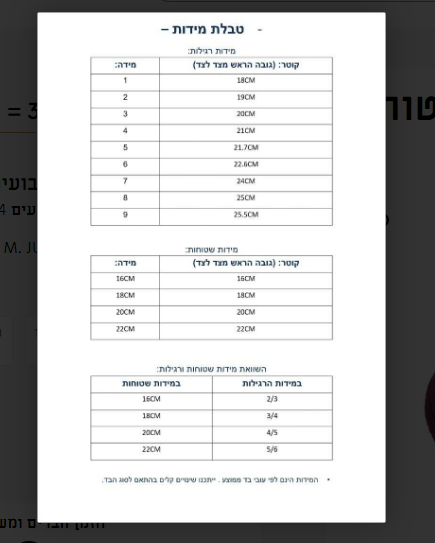 - טבלת מידות –
מידות רגילות:
קוטר: (גובה הראש מצד לצד) מידה:
18CM 1
19CM 2
20CM 3
21CM 4
21.7CM 5
22.6CM 6
24CM 7
25CM 8
25.5CM 9
מידות שטוחות:
קוטר: (גובה הראש מצד לצד) מידה:
16CM 16CM
18CM 18CM
20CM 20CM
22CM 22CM
השוואת מידות שטוחות ורגילות:
במידות הרגילות במידות שטוחות
2/3 16CM
3/4 18CM
4/5 20CM
5/6 22CM
• המידות הינם לפי עובי בד ממוצע . ייתכנו שינויים קלים בהתאם לסוג הבד.
= 3
M. JU